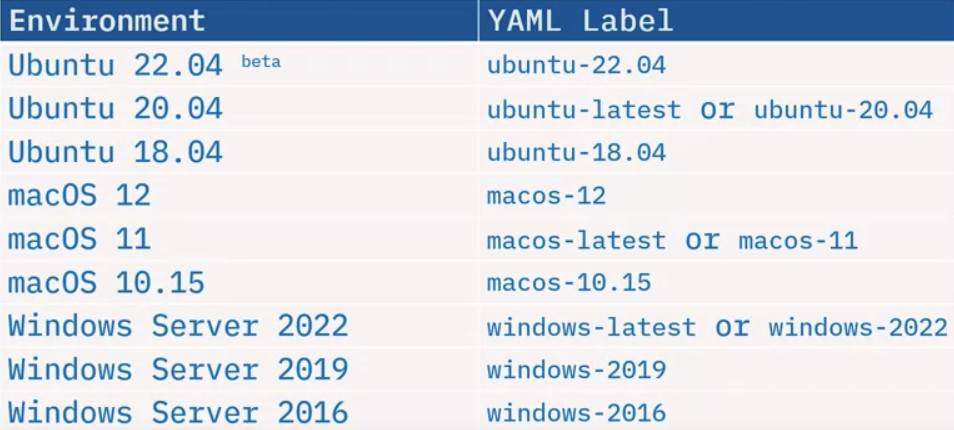 Environment YAML Label
Ubuntu 22.04 beta ubuntu-22.04
Ubuntu 20.04 ubuntu-latest or ubuntu-20.04
Ubuntu 18.04 ubuntu-18.04
macOS 12 macos-12
macOS 11 macos-latest or macos-11
macOS 10.15 macos-10.15
Windows Server 2022 windows-latest or windows-2022
Windows Server 2019 windows-2019
Windows Server 2016 windows-2016